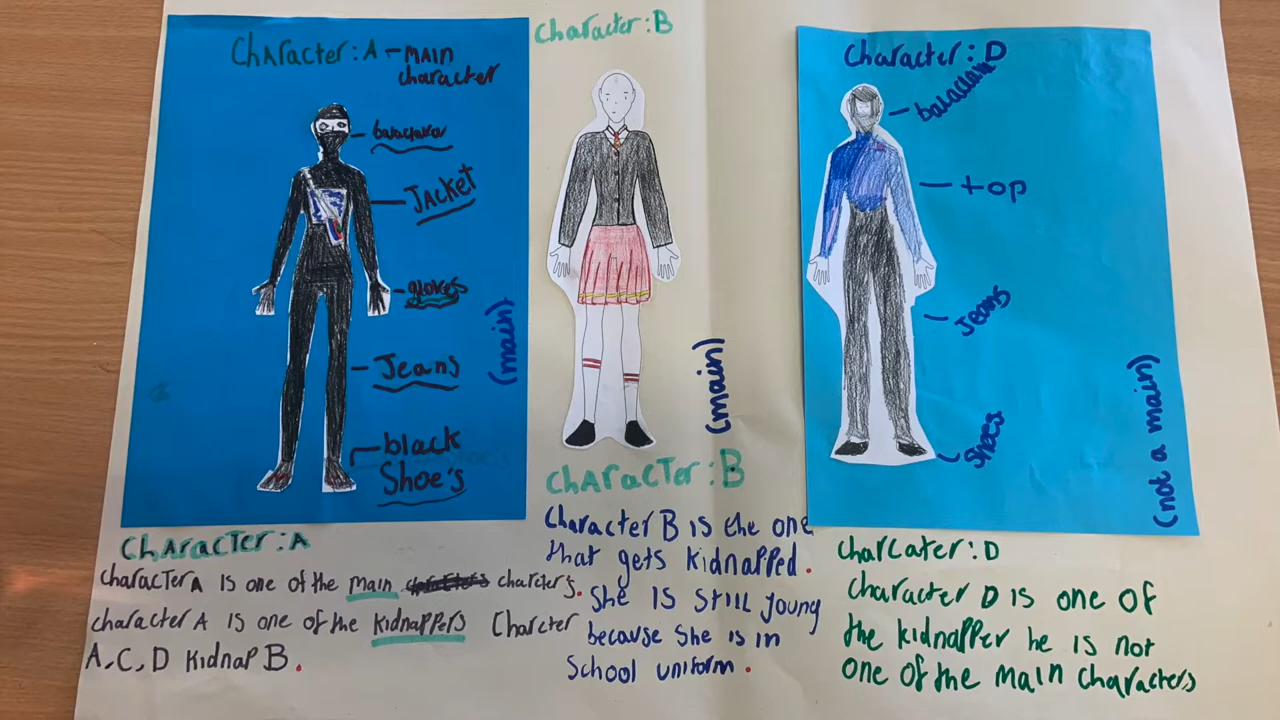 Character: A - MAIN
character
balaclava
JACKET
gloves
Jeans
black
Shoe's
(main)
CHARACTER: A
CHARACTER A IS one of the main charcters.
character A IS one of the kidnappers Charcter
A, C, D KidnaP B.
Character: B
(main)
CHARACTER: B
Character B is the one
that gets kidnapped.
She IS still young
because she is in
School uniform.
Character: D
balaclava
top
Jeans
Shoes
(not a main)
Charcater: D
Character D is one of
the kidnapper he is not
one of the main characters